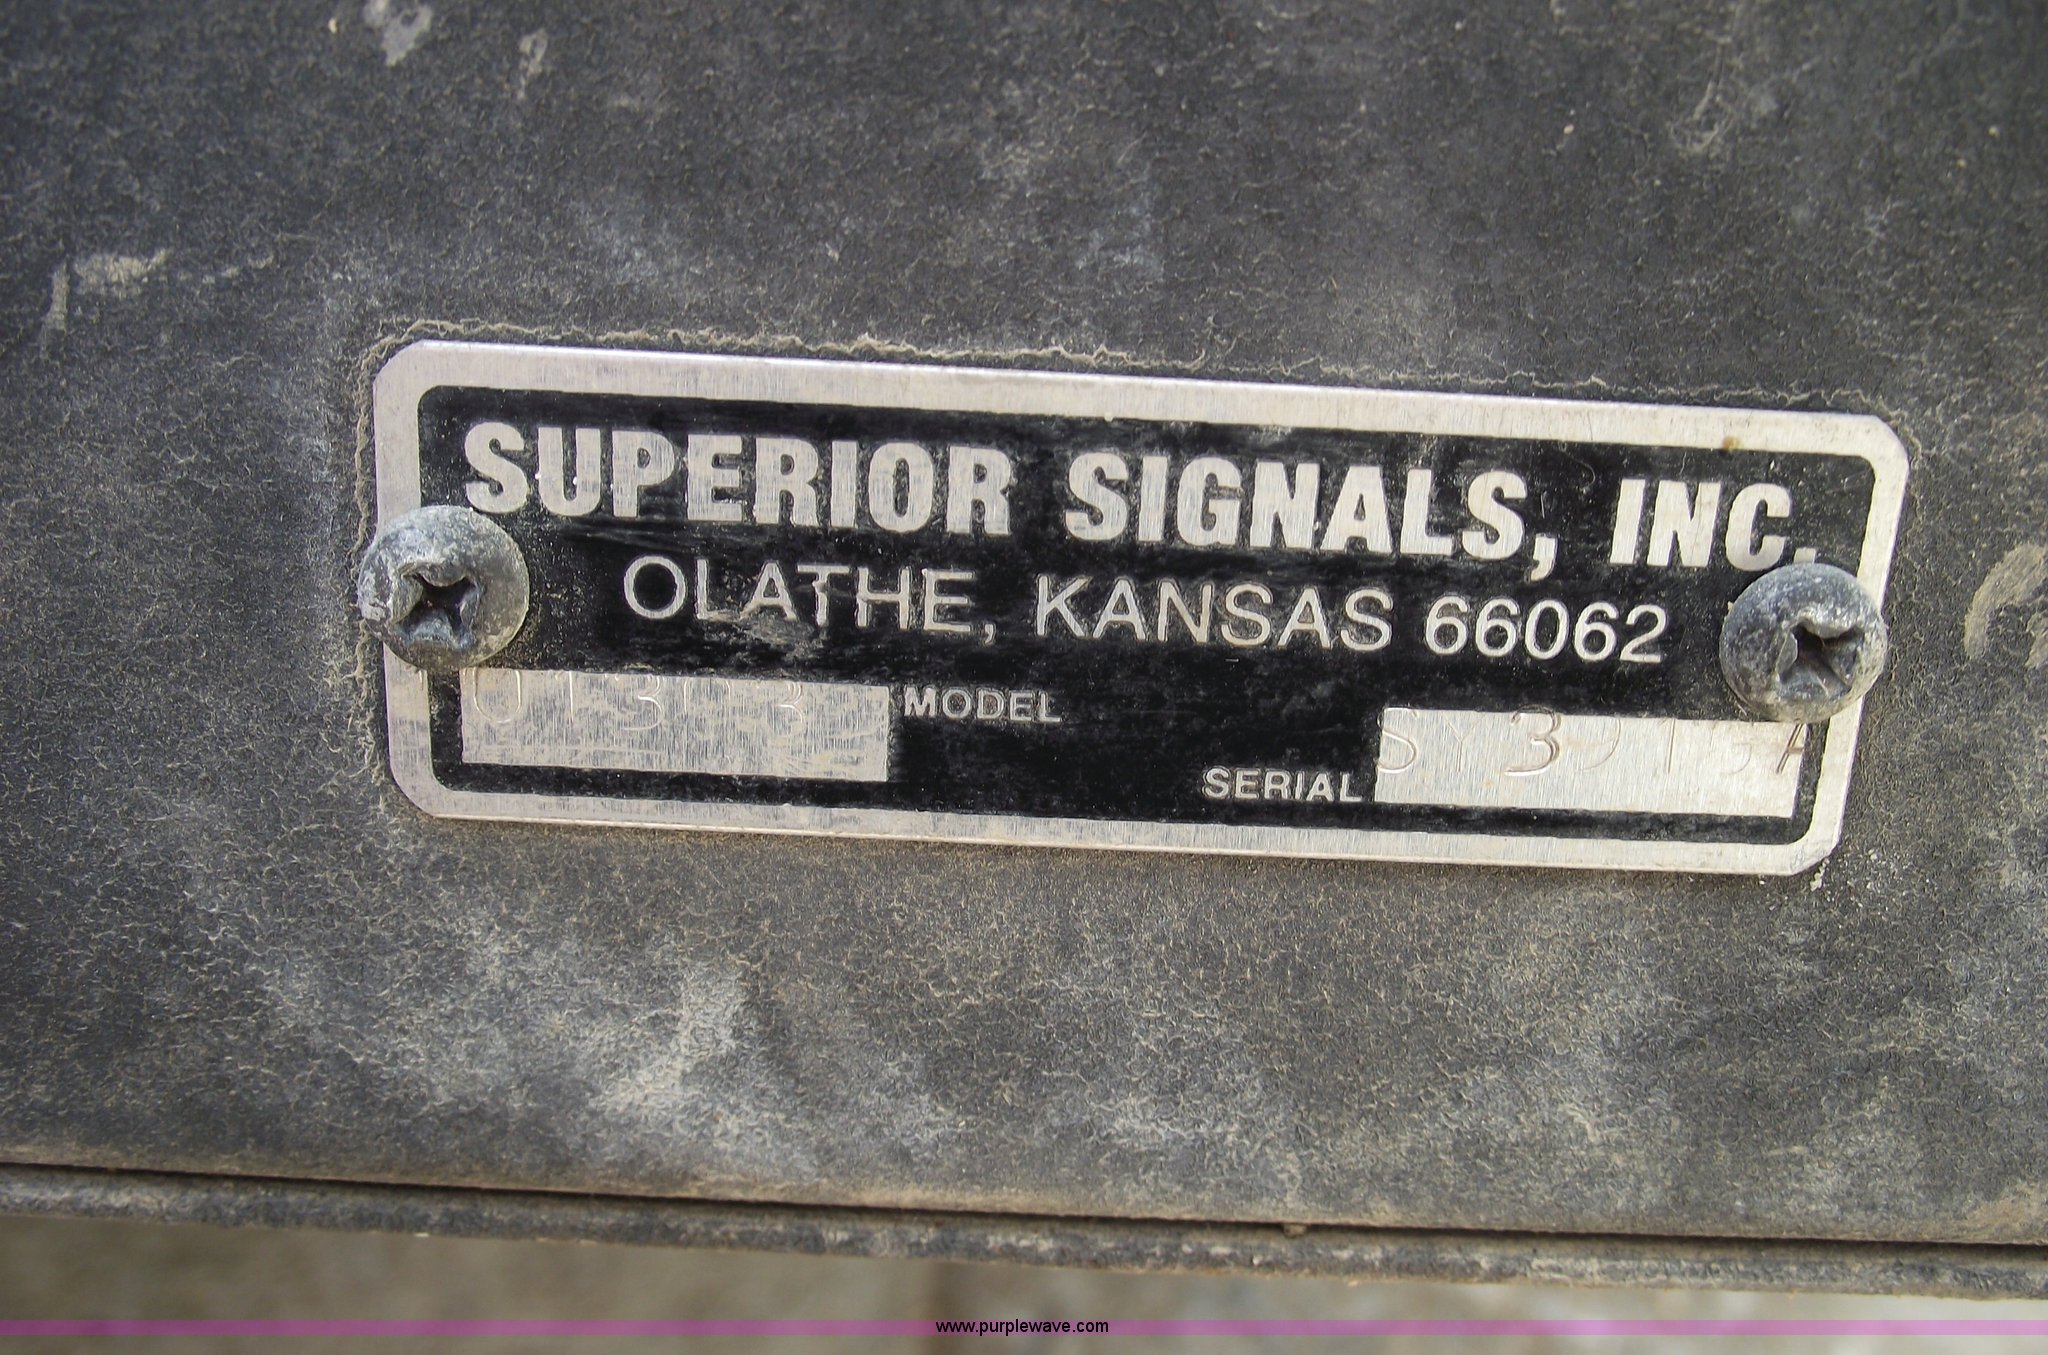 SUPERIOR SIGNALS, INC.
OLATHE, KANSAS 66062
MODEL
SERIAL
www.purplewave.com